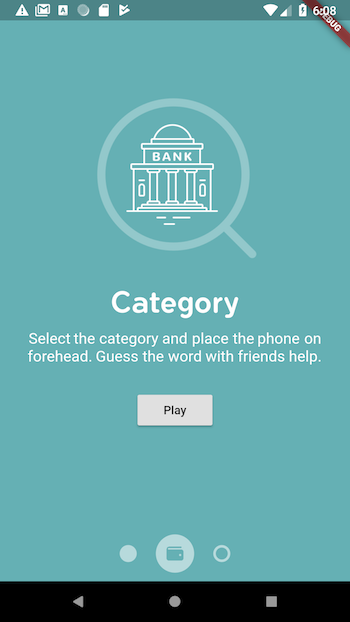 6:08
DEBUG
BANK
Category
Select the category and place the phone on
forehead. Guess the word with friends help.
Play